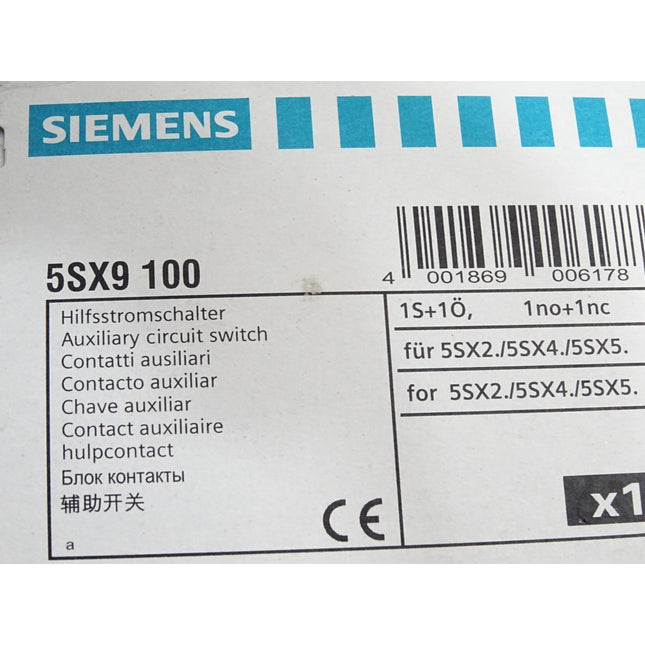 SIEMENS
5SX9 100
4 001869 006178
Hilfsstromschalter
Auxiliary circuit switch
Contatti ausiliari
Contacto auxiliar
Chave auxiliar
Contact auxiliaire
hulpcontact
Блок контакты
辅助开关
a
CE
1S+1Ö, 1no+1nc
für 5SX2./5SX4./5SX5.
for 5SX2./5SX4./5SX5.
x1